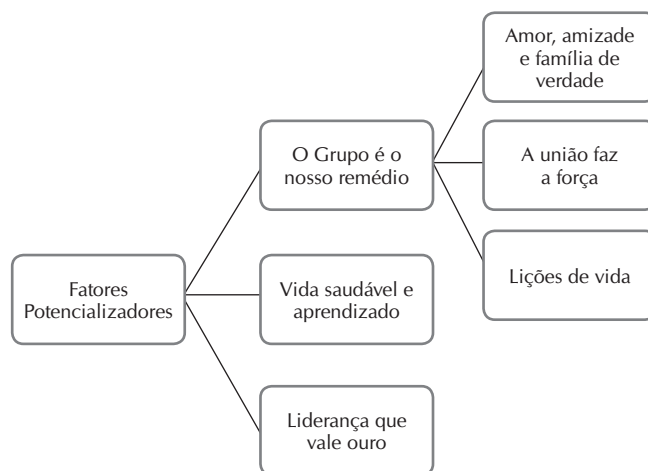 Fatores
Potencializadores
O Grupo é o
nosso remédio
Amor, amizade
e família de
verdade
A união faz
a força
Lições de vida
Vida saudável e
aprendizado
Liderança que
vale ouro